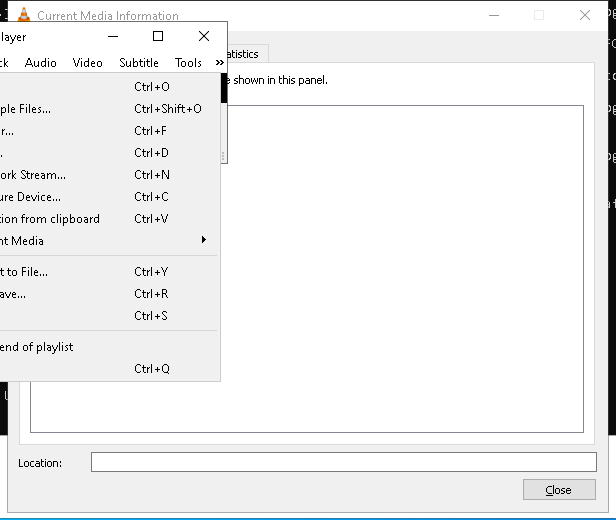 Current Media Information
layer
ck Audio Video Subtitle Tools »
atistics
e shown in this panel.
Ctrl+O
ple Files... Ctrl+Shift+O
r... Ctrl+F
. Ctrl+D
ork Stream... Ctrl+N
ure Device... Ctrl+C
tion from clipboard Ctrl+V
nt Media
t to File... Ctrl+Y
ave... Ctrl+R
Ctrl+S
end of playlist
Ctrl+Q
Location:
Close